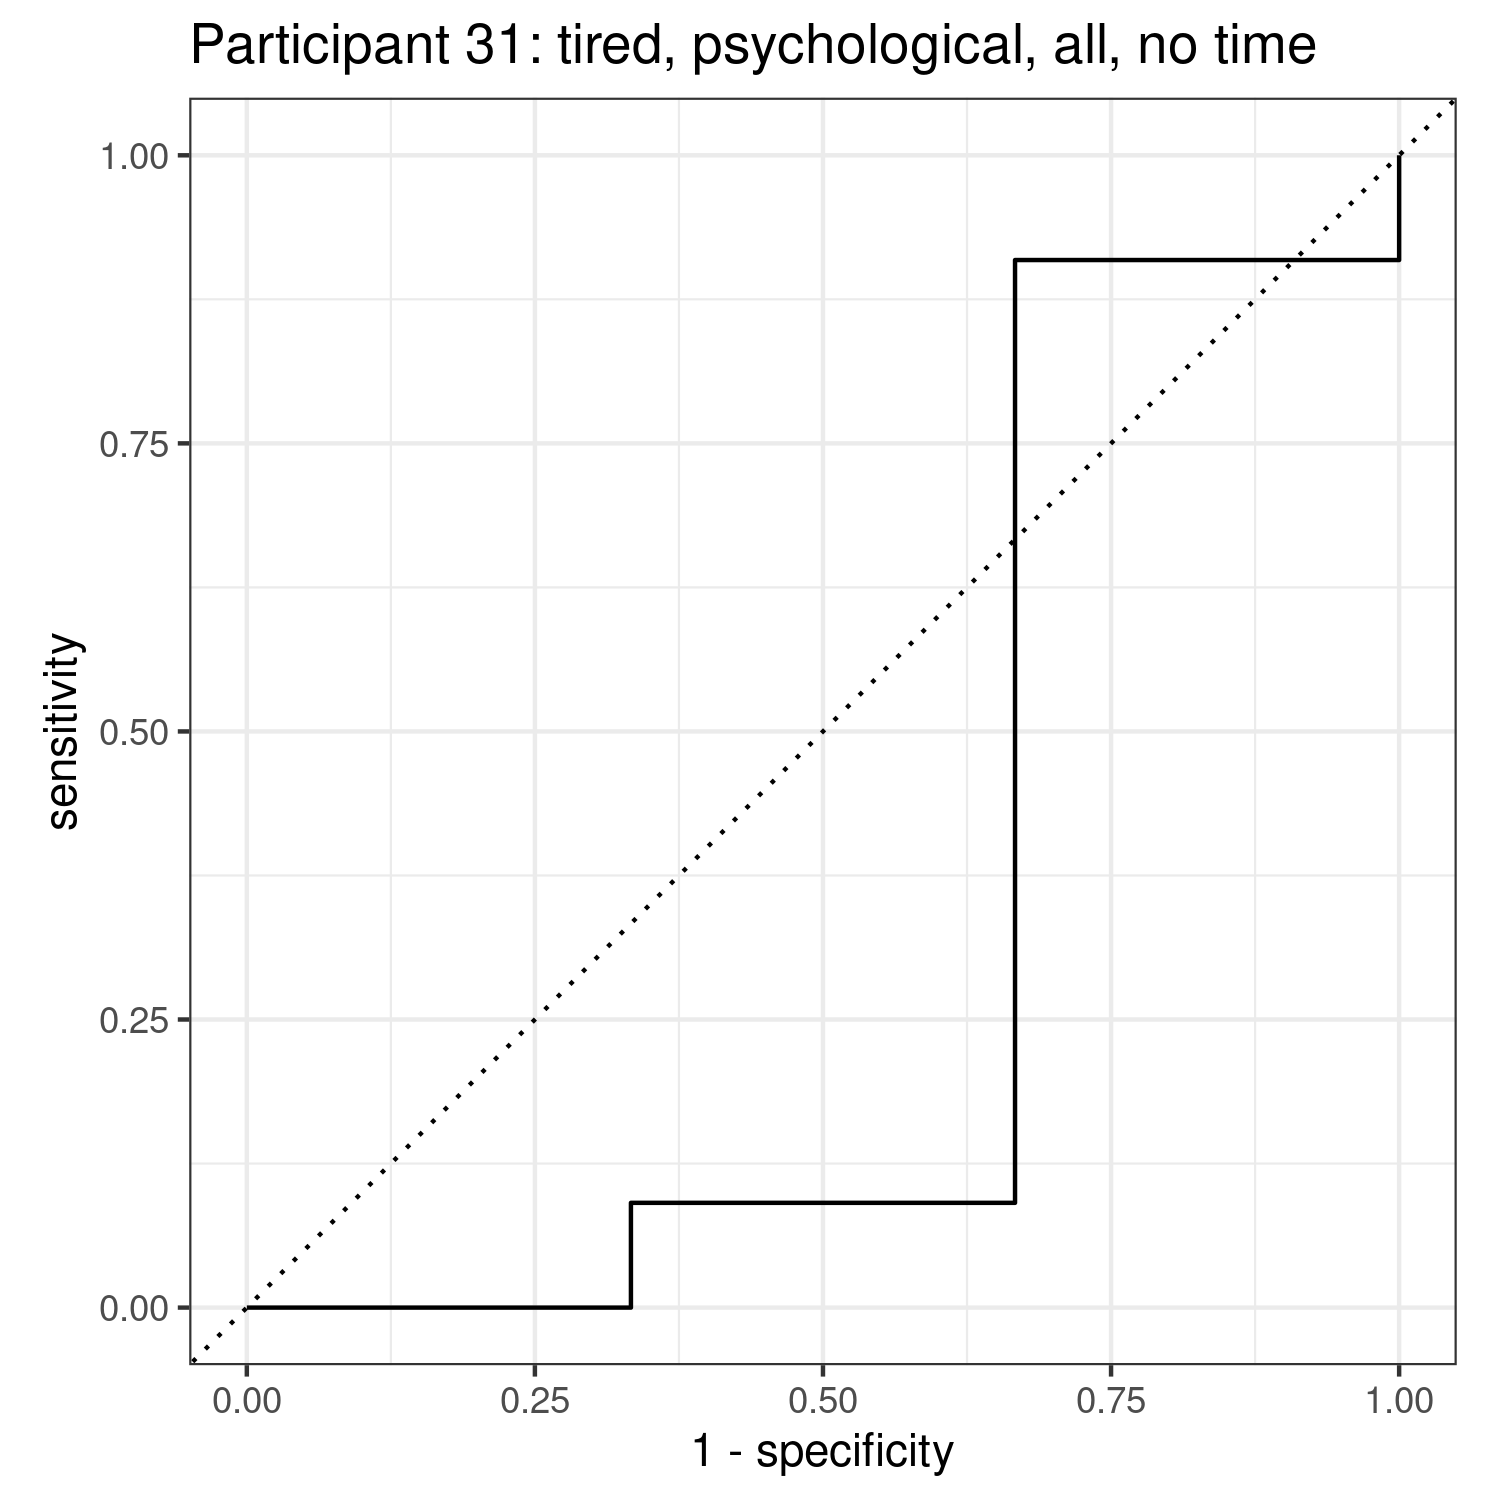 Participant 31: tired, psychological, all, no time
1.00
0.75
0.50
0.25
0.00
sensitivity
0.00 0.25 0.50 0.75 1.00
1 - specificity